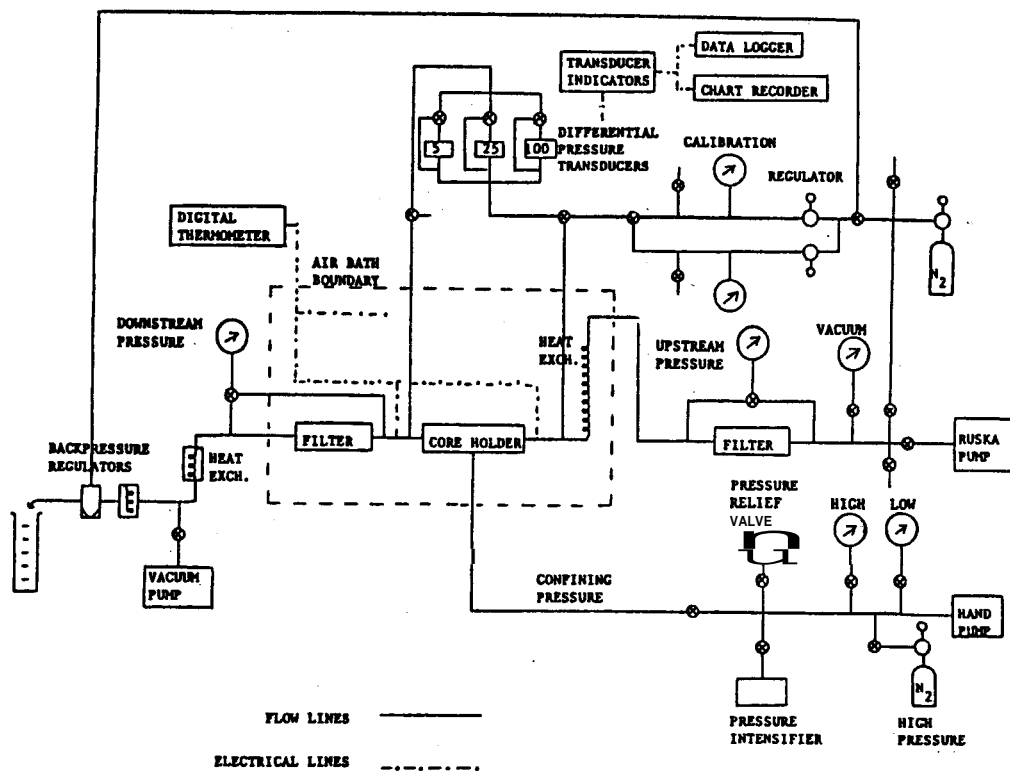 DATA LOGGER
TRANSDUCER
INDICATORS
CHART RECORDER
5
25
100
DIFFERENTIAL
PRESSURE
TRANSDUCERS
CALIBRATION
REGULATOR
DIGITAL
THERMOMETER
AIR BATH
BOUNDARY
N2
DOWNSTREAM
PRESSURE
HEAT
EXCH.
UPSTREAM
PRESSURE
VACUUM
FILTER
CORE HOLDER
FILTER
RUSKA
PUMP
BACKPRESSURE
REGULATORS
HEAT
EXCH.
PRESSURE
RELIEF
VALVE
HIGH
LOW
VACUUM
PUMP
CONFINING
PRESSURE
HAND
PUMP
N2
FLOW LINES
PRESSURE
INTENSIFIER
HIGH
PRESSURE
ELECTRICAL LINES